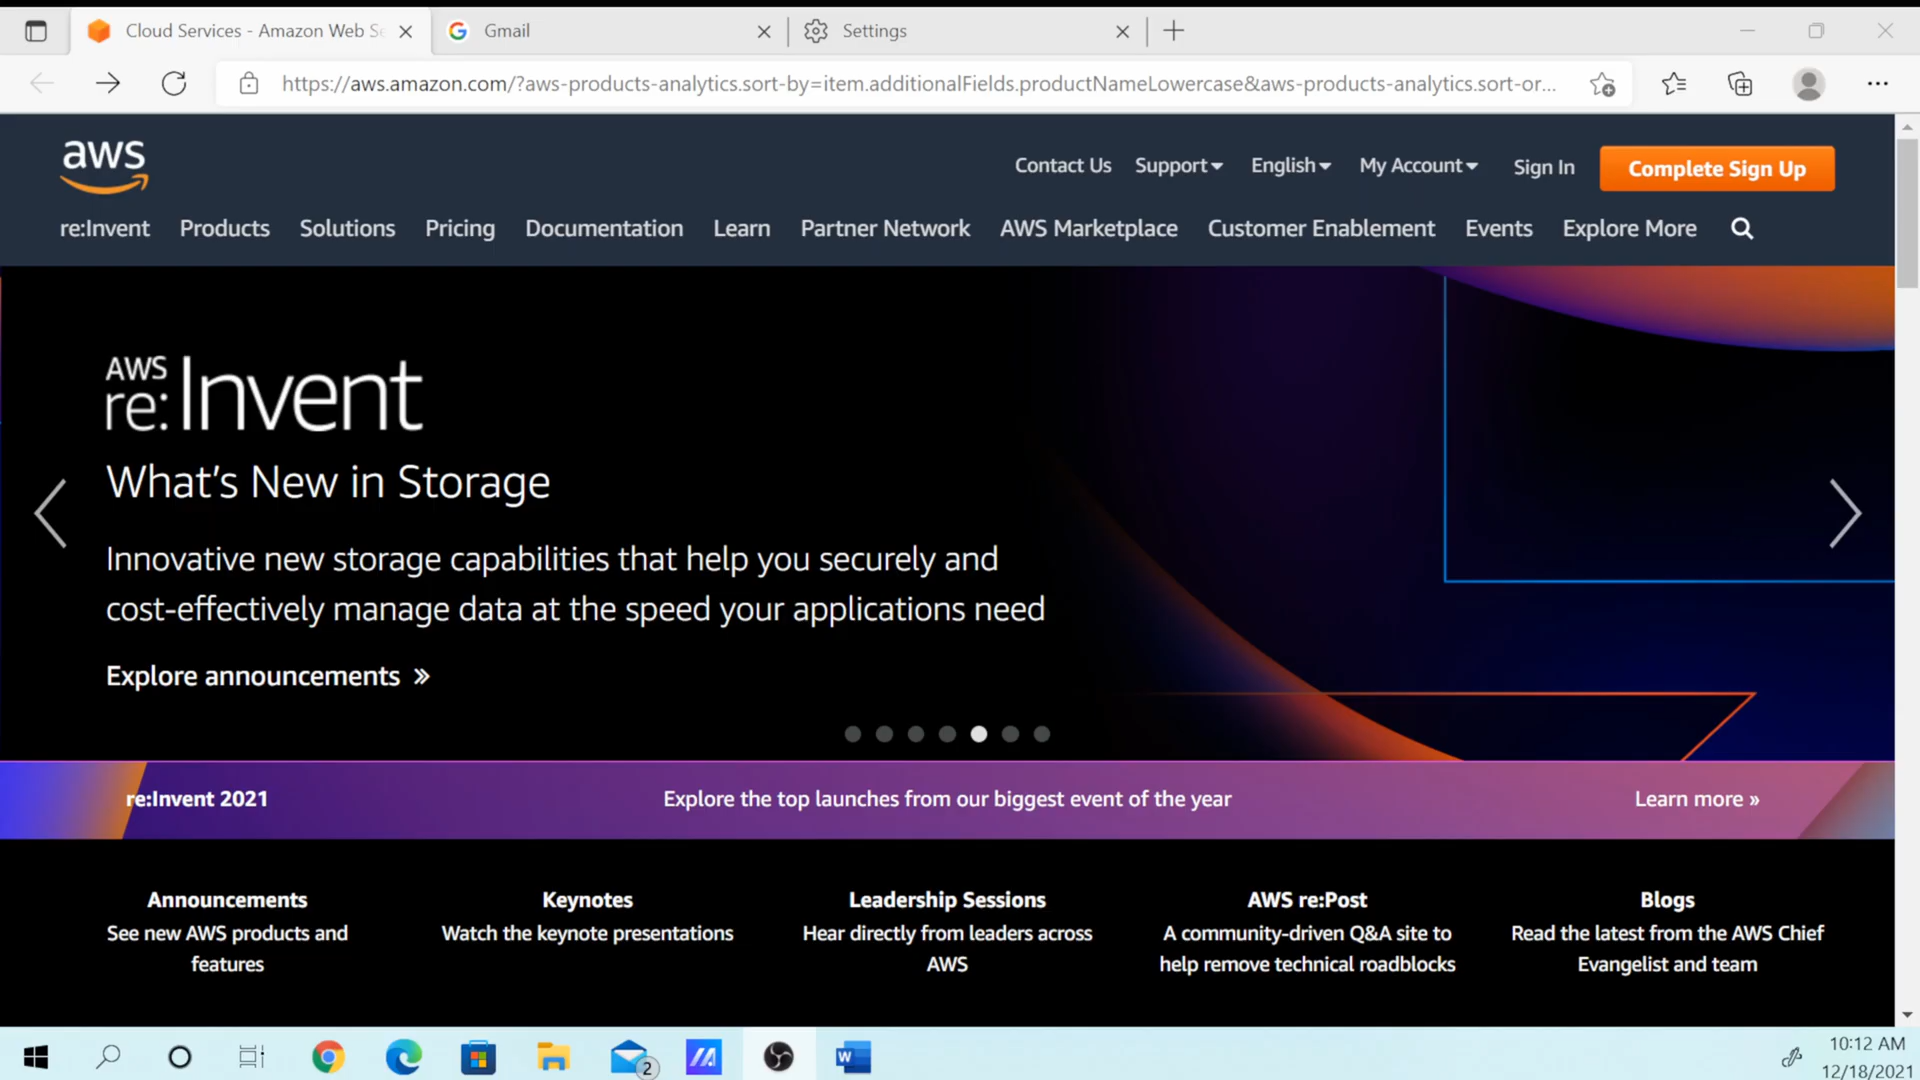 Cloud Services - Amazon Web Se
Gmail
Settings
https://aws.amazon.com/?aws-products-analytics.sort-by=item.additionalFields.productNameLowercase&aws-products-analytics.sort-or...
aws
Contact Us
Support
English
My Account
Sign In
Complete Sign Up
re:Invent
Products
Solutions
Pricing
Documentation
Learn
Partner Network
AWS Marketplace
Customer Enablement
Events
Explore More
AWS
re:Invent
What's New in Storage
Innovative new storage capabilities that help you securely and
cost-effectively manage data at the speed your applications need
Explore announcements »
re:Invent 2021
Explore the top launches from our biggest event of the year
Learn more »
Announcements
See new AWS products and
features
Keynotes
Watch the keynote presentations
Leadership Sessions
Hear directly from leaders across
AWS
AWS re:Post
A community-driven Q&A site to
help remove technical roadblocks
Blogs
Read the latest from the AWS Chief
Evangelist and team
2
W
10:12 AM
12/18/2021